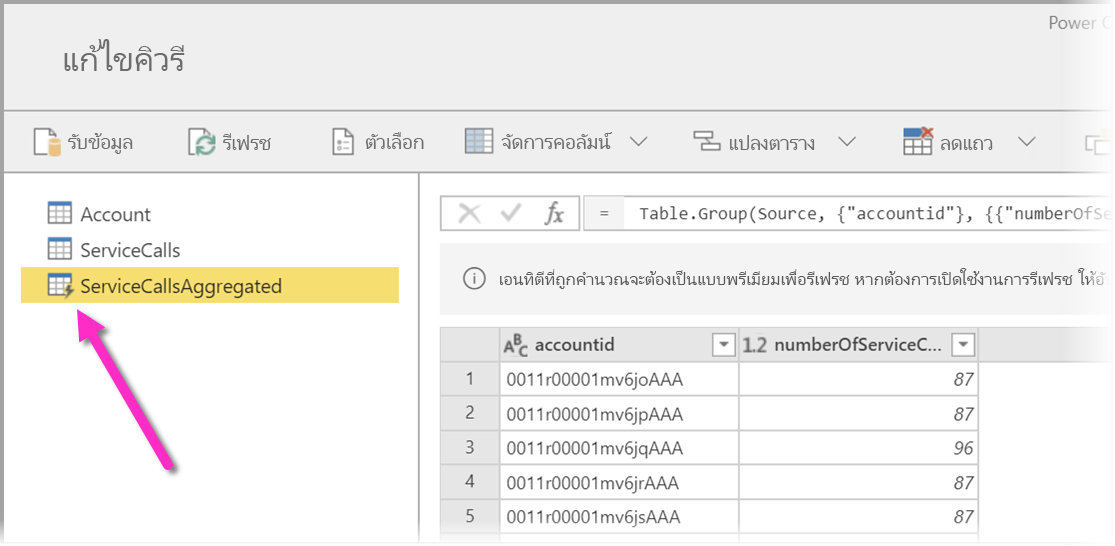 Power
แก้ไขคิวรี
รับข้อมูล รีเฟรช ตัวเลือก จัดการคอลัมน์ แปลงตาราง ลดแถว
Account
ServiceCalls
ServiceCallsAggregated
fx = Table.Group(Source, {"accountid"}, {{"numberOfSe
เอนทิตีที่ถูกคำนวณจะต้องเป็นแบบพรีเมียมเพื่อรีเฟรช หากต้องการเปิดใช้งานการรีเฟรช
ABC accountid 1.2 numberOfServiceC...
1 0011r00001mv6joAAA 87
2 0011r00001mv6jpAAA 87
3 0011r00001mv6jqAAA 96
4 0011r00001mv6jrAAA 87
5 0011r00001mv6jsAAA 87